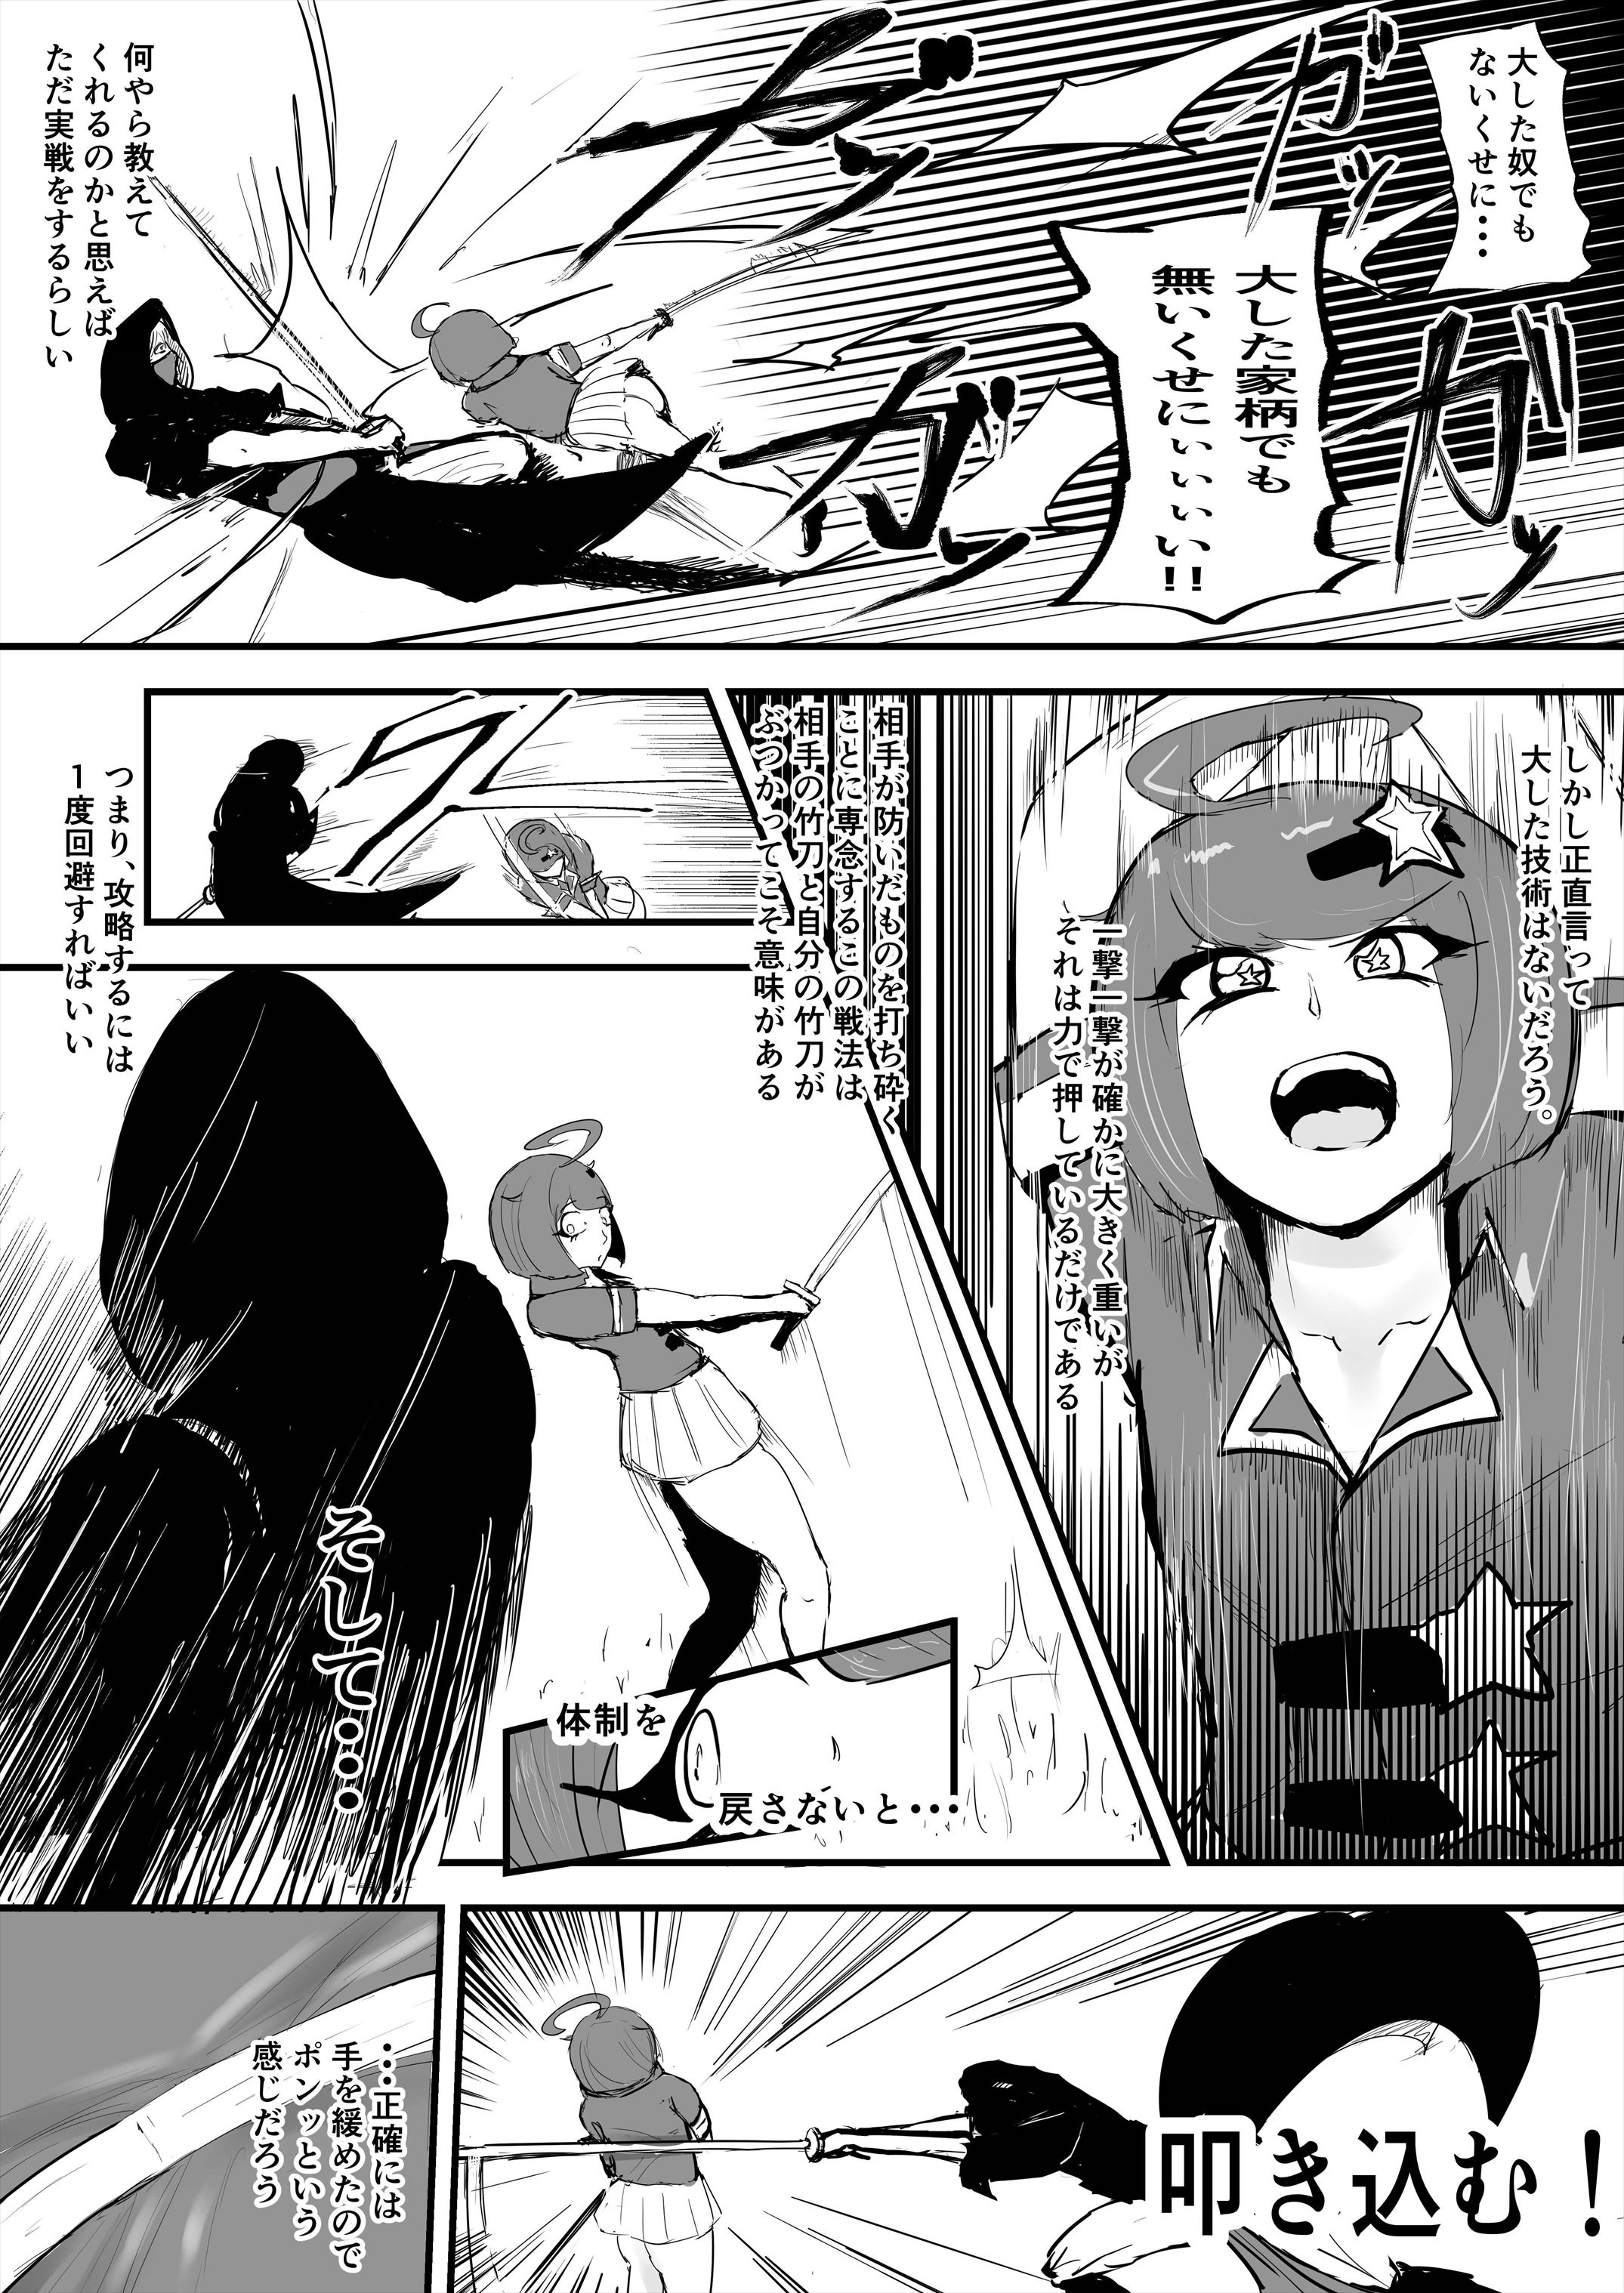 大した奴でも
ないくせに・・・
ガッ
大した家柄でも
無いくせにぃぃぃい!!
ガッ
ガッ
何やら教えて
くれるのかと思えば
ただ実戦をするらしい
しかし正直言って
大した技術はないだろう。
一撃一撃が確かに大きく重いが
それは力で押しているだけである
相手が防いだものを打ち砕く
ことに専念するこの戦法は
相手の竹刀と自分の竹刀が
ぶつかってこそ意味がある
つまり、攻略するには
１度回避すればいい
そして・・・
体制を
戻さないと・・・
叩き込む！
・・・正確には
手を緩めたので
ポンッという
感じだろう